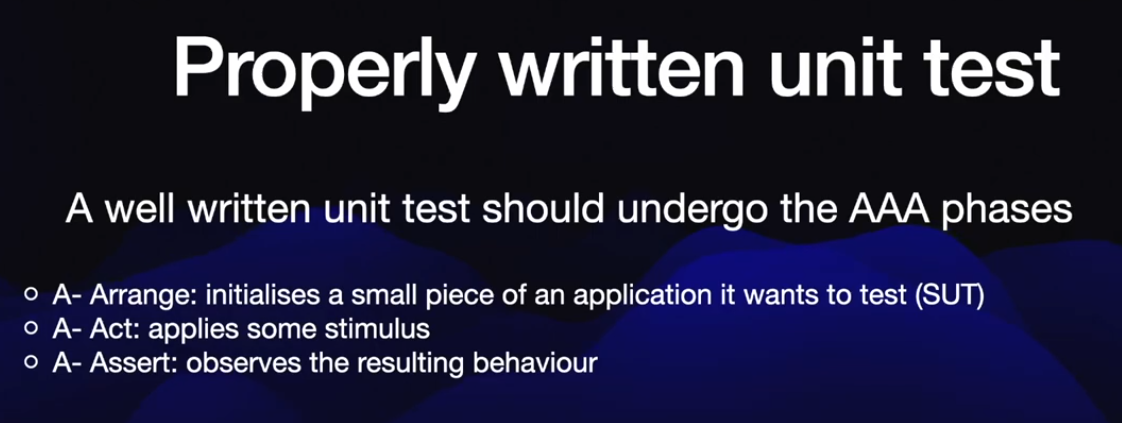 Properly written unit test
A well written unit test should undergo the AAA phases
A- Arrange: initialises a small piece of an application it wants to test (SUT)
A- Act: applies some stimulus
A- Assert: observes the resulting behaviour